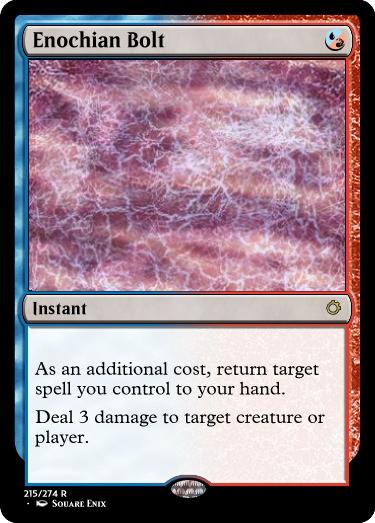 Enochian Bolt
Instant
As an additional cost, return target
spell you control to your hand.
Deal 3 damage to target creature or
player.
215/274 R
· Square Enix